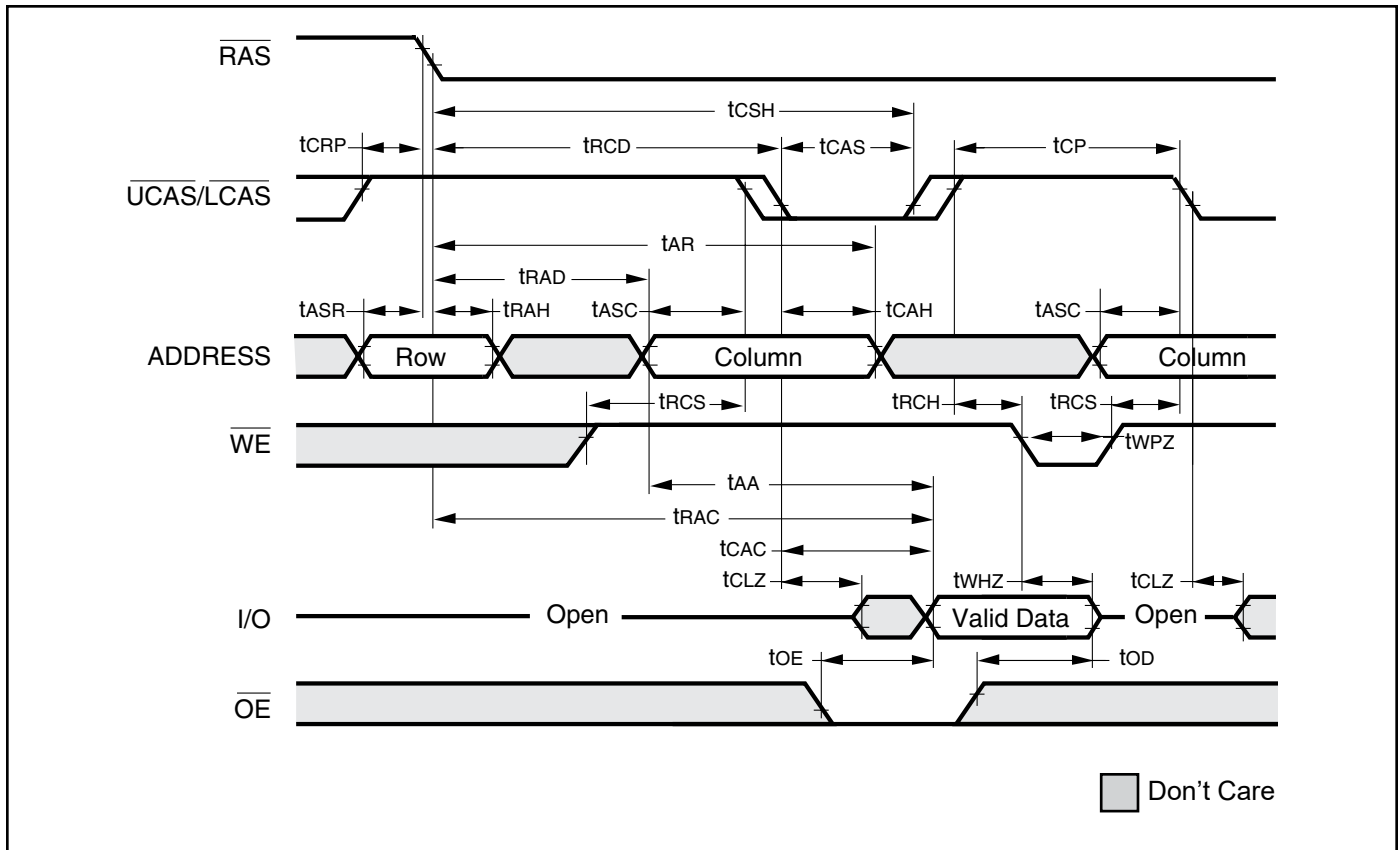 RAS
tCSH
tCRP
tRCD
tCAS
tCP
UCAS/LCAS
tAR
tRAD
tASR
tRAH
tASC
tCAH
tASC
ADDRESS
Row
Column
Column
tRCS
tRCH
tRCS
WE
tWPZ
tAA
tRAC
tCAC
tCLZ
tWHZ
tCLZ
I/O
Open
Valid Data
Open
tOE
tOD
OE
Don't Care